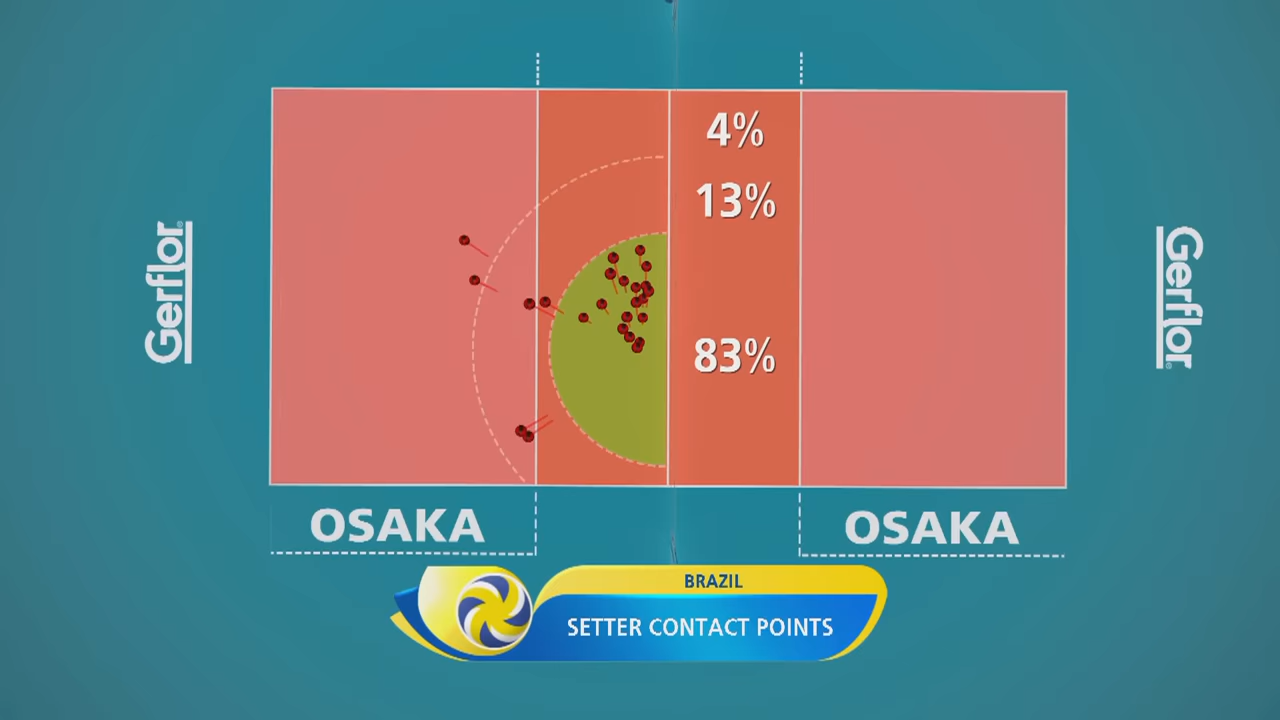 4%
13%
83%
Gerflor
Gerflor
OSAKA
OSAKA
BRAZIL
SETTER CONTACT POINTS